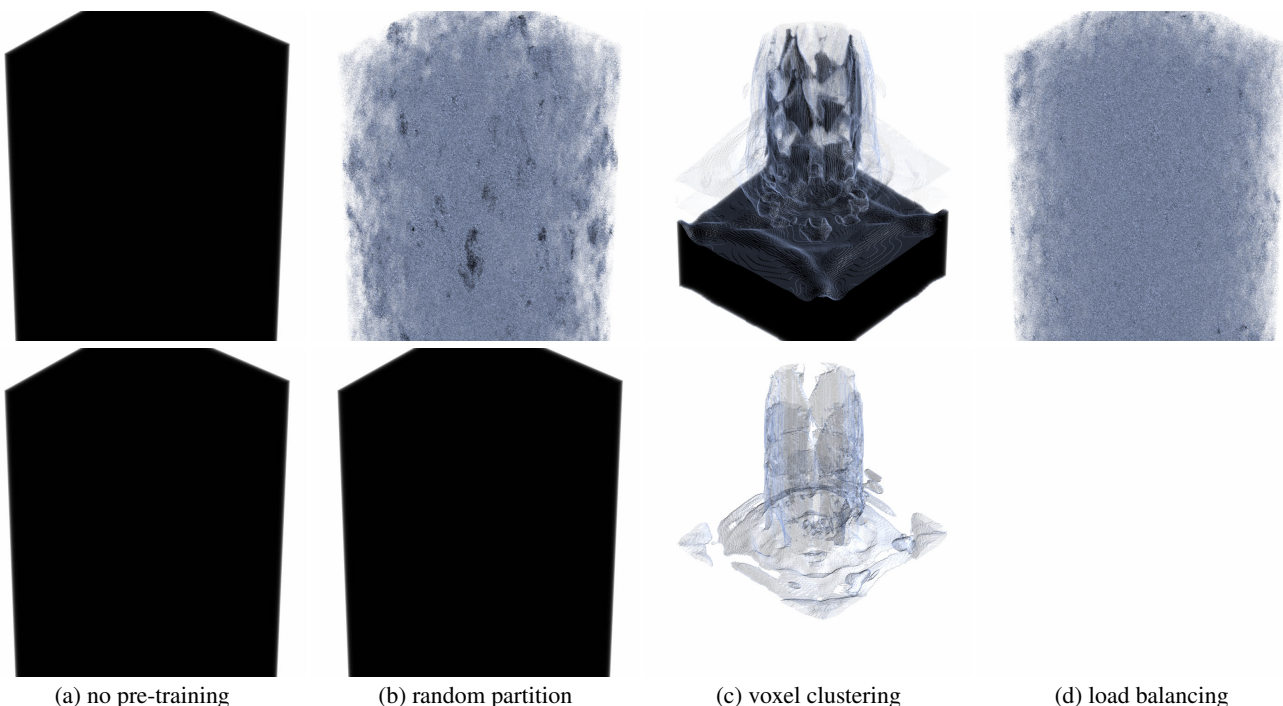 (a) no pre-training
(b) random partition
(c) voxel clustering
(d) load balancing